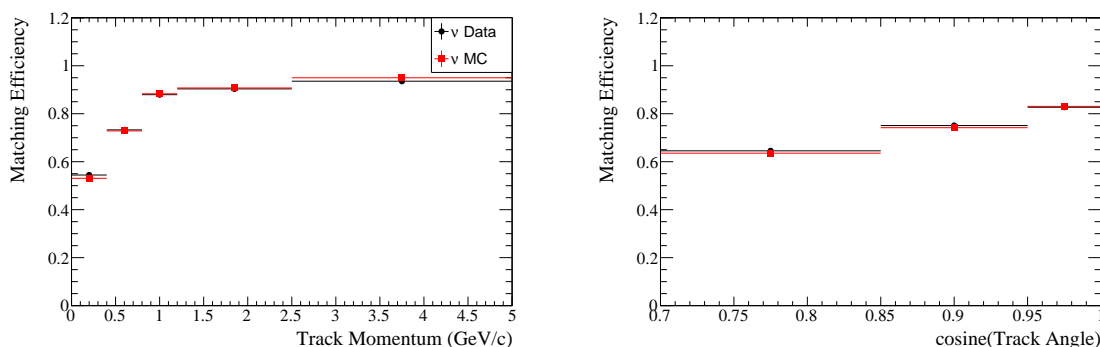 Matching Efficiency
1.2
1
0.8
0.6
0.4
0.2
0
ν Data
ν MC
0 0.5 1 1.5 2 2.5 3 3.5 4 4.5 5
Track Momentum (GeV/c)
Matching Efficiency
1.2
1
0.8
0.6
0.4
0.2
0
0.7 0.75 0.8 0.85 0.9 0.95 1
cosine(Track Angle)